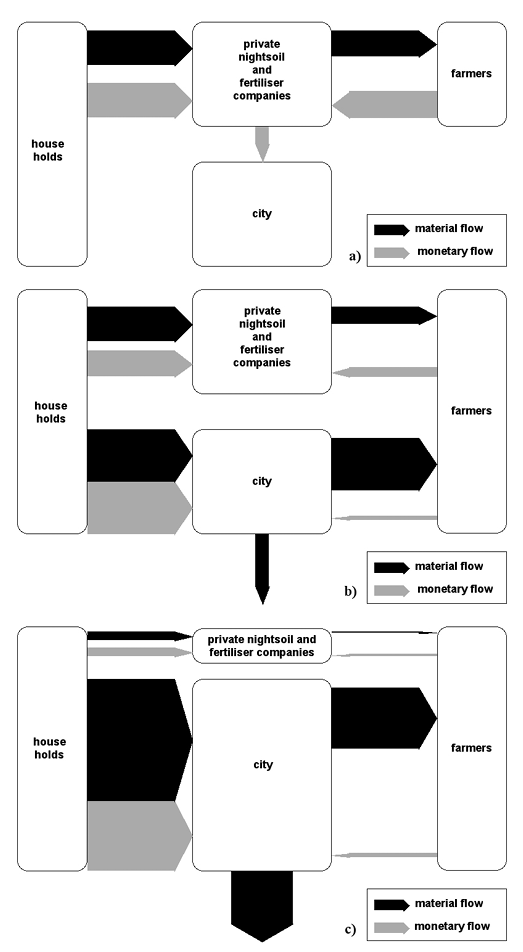 private
nightsoil
and
fertiliser
companies
farmers
house
holds
city
material flow
monetary flow
a)
private
nightsoil
and
fertiliser
companies
house
holds
farmers
city
material flow
monetary flow
b)
private nightsoil and
fertiliser companies
house
holds
city
farmers
material flow
monetary flow
c)